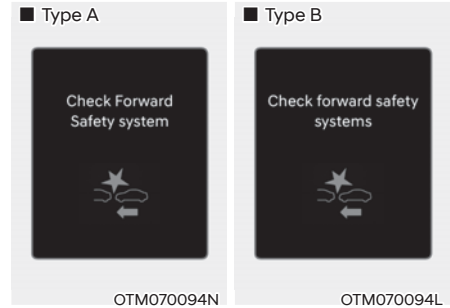 ■ Type A
Check Forward
Safety system
OTM070094N
■ Type B
Check forward safety
systems
OTM070094L